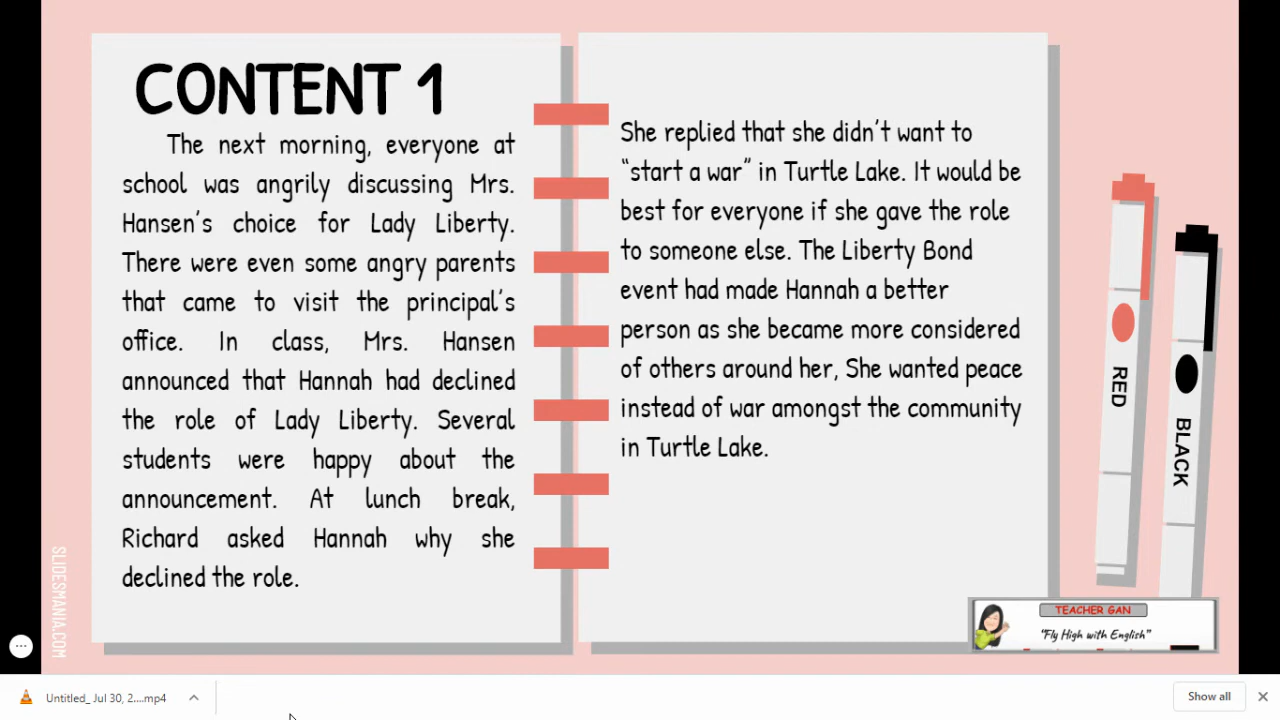 CONTENT 1
The next morning, everyone at
school was angrily discussing Mrs.
Hansen’s choice for Lady Liberty.
There were even some angry parents
that came to visit the principal’s
office. In class, Mrs. Hansen
announced that Hannah had declined
the role of Lady Liberty. Several
students were happy about the
announcement. At lunch break,
Richard asked Hannah why she
declined the role.
She replied that she didn’t want to
“start a war” in Turtle Lake. It would be
best for everyone if she gave the role
to someone else. The Liberty Bond
event had made Hannah a better
person as she became more considered
of others around her, She wanted peace
instead of war amongst the community
in Turtle Lake.
RED
BLACK
SLIDESMANIA.COM
TEACHER GAN
“Fly High with English”
Untitled_ Jul 30, 2....mp4
Show all